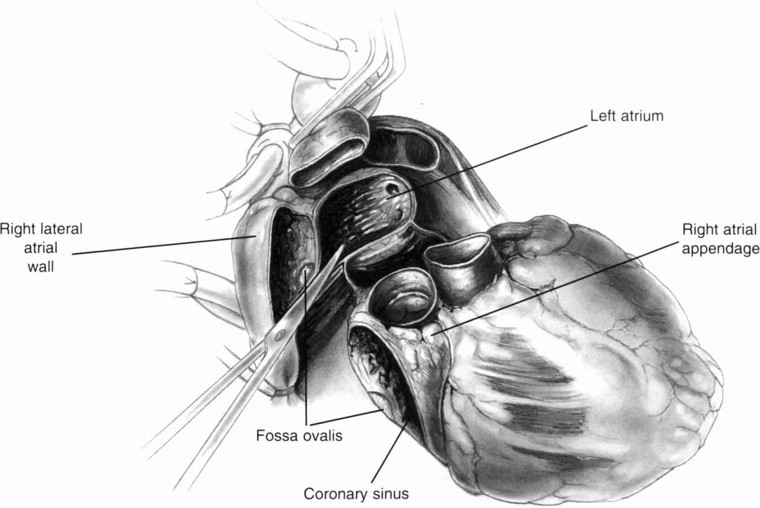 Left atrium
Right lateral
atrial
wall
Right atrial
appendage
Fossa ovalis
Coronary sinus